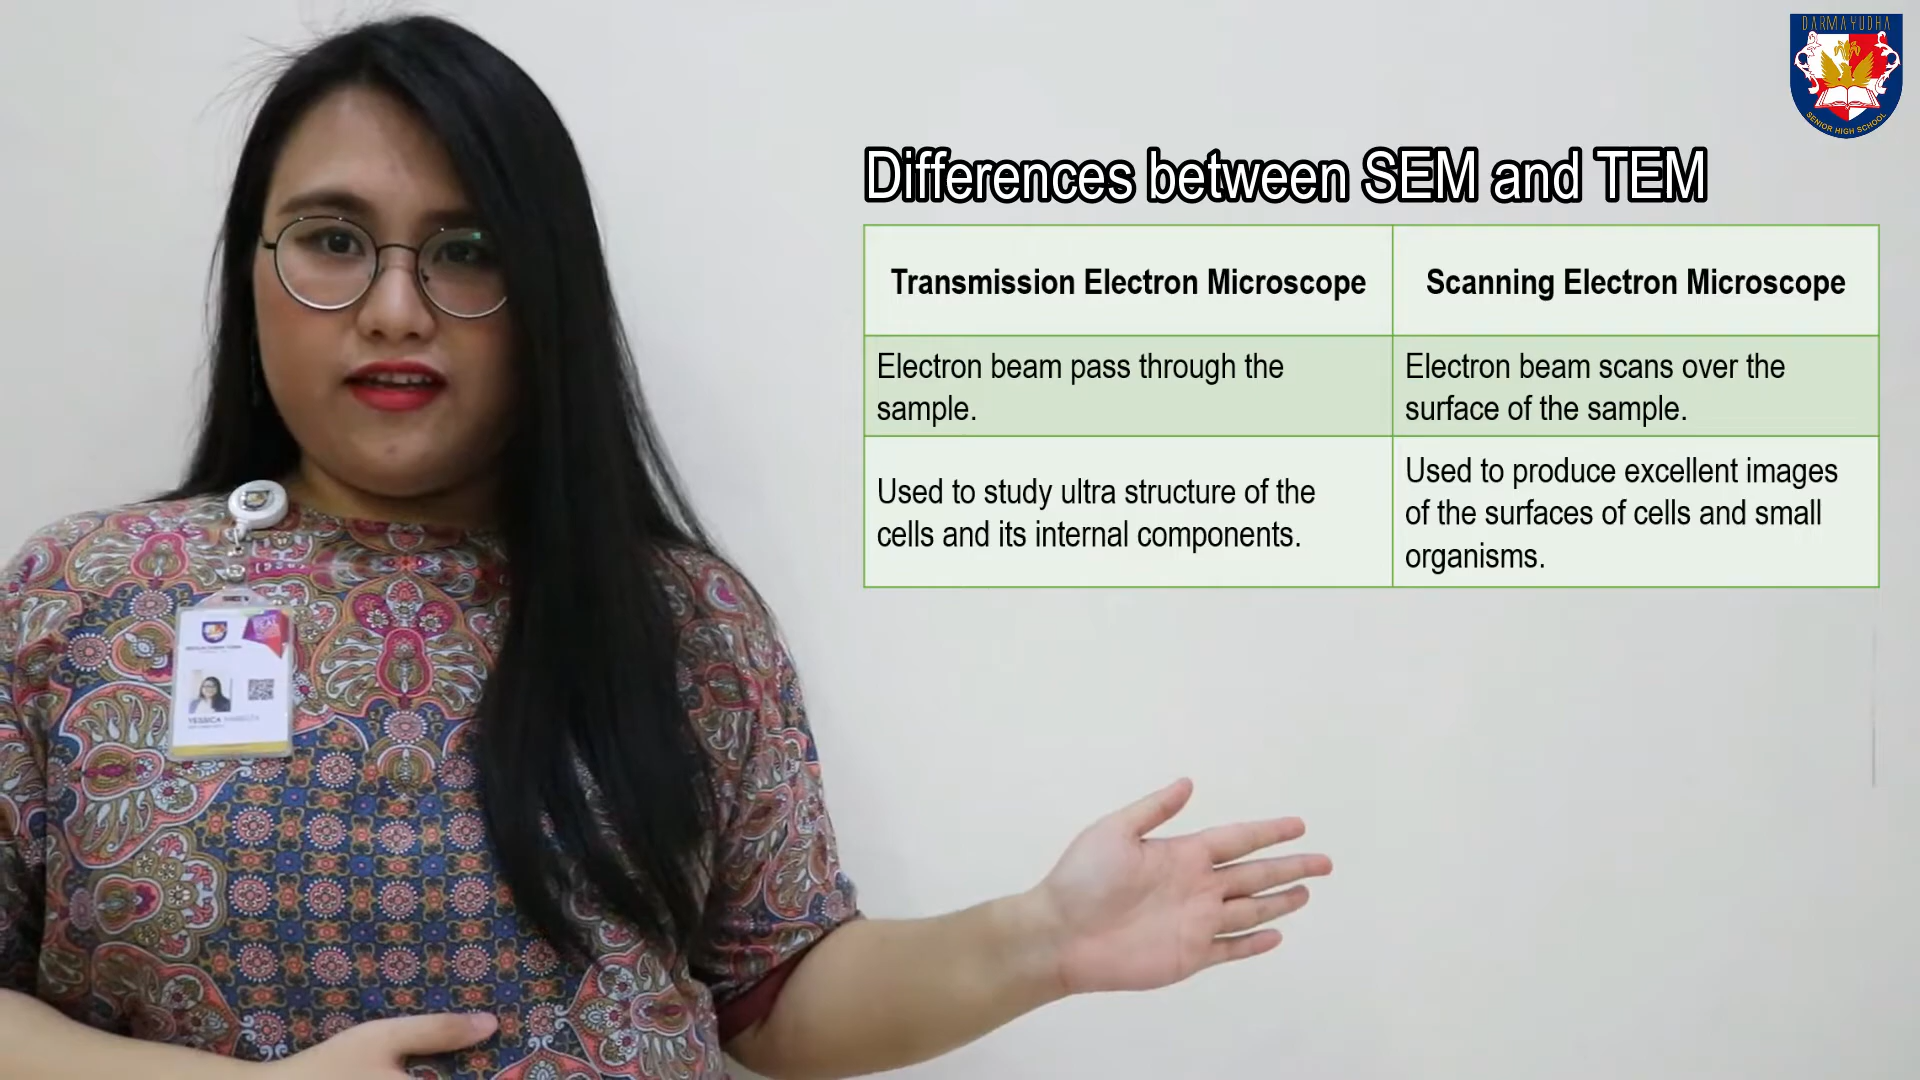 DARMA YUDHA
SENIOR HIGH SCHOOL
Differences between SEM and TEM
Transmission Electron Microscope
Scanning Electron Microscope
Electron beam pass through the
sample.
Electron beam scans over the
surface of the sample.
Used to study ultra structure of the
cells and its internal components.
Used to produce excellent images
of the surfaces of cells and small
organisms.
YESSICA